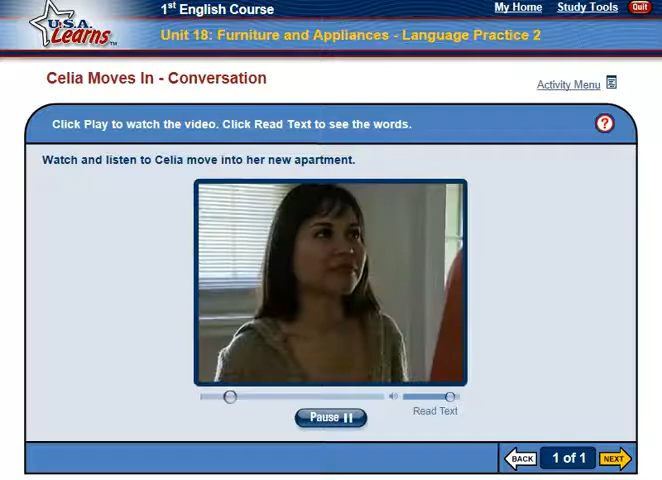 U.S.A. Learns™
1st English Course
My Home
Study Tools
Quit
Unit 18: Furniture and Appliances - Language Practice 2
Celia Moves In - Conversation
Activity Menu
Click Play to watch the video. Click Read Text to see the words.
?
Watch and listen to Celia move into her new apartment.
Pause
Read Text
BACK
1 of 1
NEXT